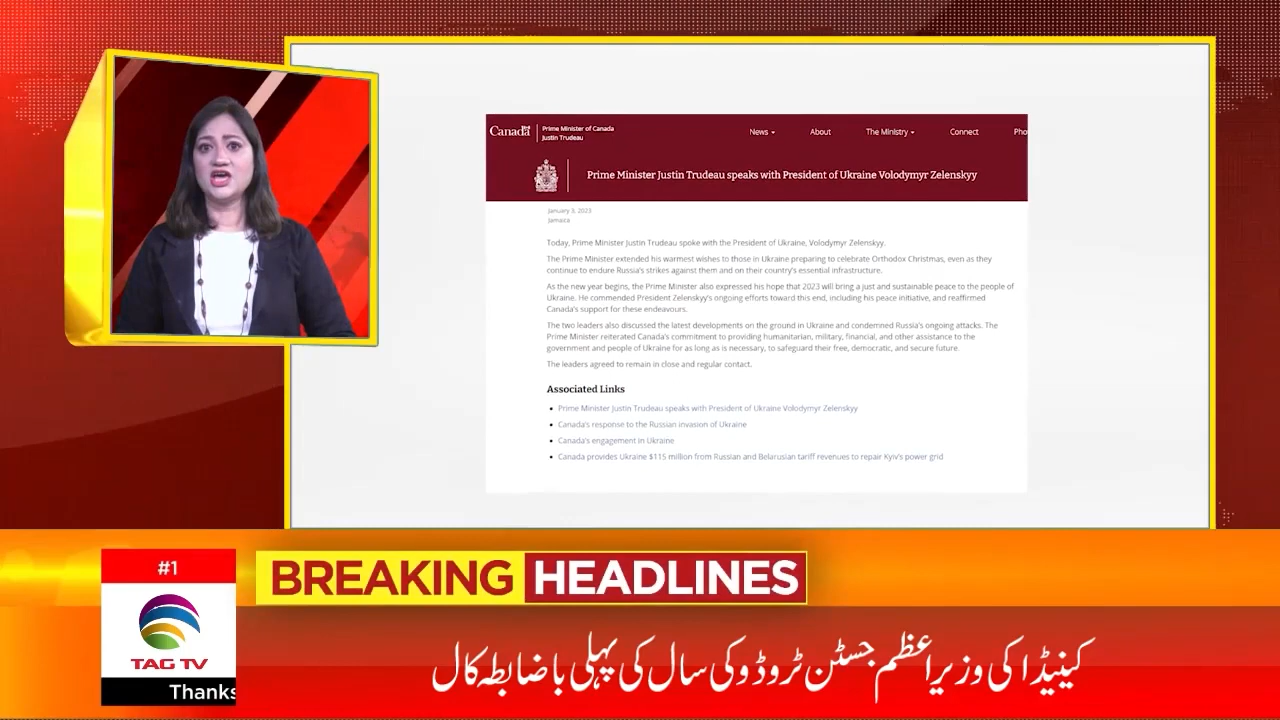 Canada
Prime Minister of Canada
Justin Trudeau
News
About
The Ministry
Connect
Pho
Prime Minister Justin Trudeau speaks with President of Ukraine Volodymyr Zelenskyy
January 3, 2023
Jamaica
Today, Prime Minister Justin Trudeau spoke with the President of Ukraine, Volodymyr Zelenskyy.
The Prime Minister extended his warmest wishes to those in Ukraine preparing to celebrate Orthodox Christmas, even as they
continue to endure Russia's strikes against them and on their country's essential infrastructure.
As the new year begins, the Prime Minister also expressed his hope that 2023 will bring a just and sustainable peace to the people of
Ukraine. He commended President Zelenskyy's ongoing efforts toward this end, including his peace initiative, and reaffirmed
Canada's support for these endeavours.
The two leaders also discussed the latest developments on the ground in Ukraine and condemned Russia's ongoing attacks. The
Prime Minister reiterated Canada's commitment to providing humanitarian, military, financial, and other assistance to the
government and people of Ukraine for as long as is necessary, to safeguard their free, democratic, and secure future.
The leaders agreed to remain in close and regular contact.
Associated Links
Prime Minister Justin Trudeau speaks with President of Ukraine Volodymyr Zelenskyy
Canada's response to the Russian invasion of Ukraine
Canada's engagement in Ukraine
Canada provides Ukraine $115 million from Russian and Belarusian tariff revenues to repair Kyiv's power grid
#1
TAG TV
Thanks
BREAKING HEADLINES
کینیڈا کی وزیراعظم جسٹن ٹروڈو کی سال کی پہلی باضابطہ کال